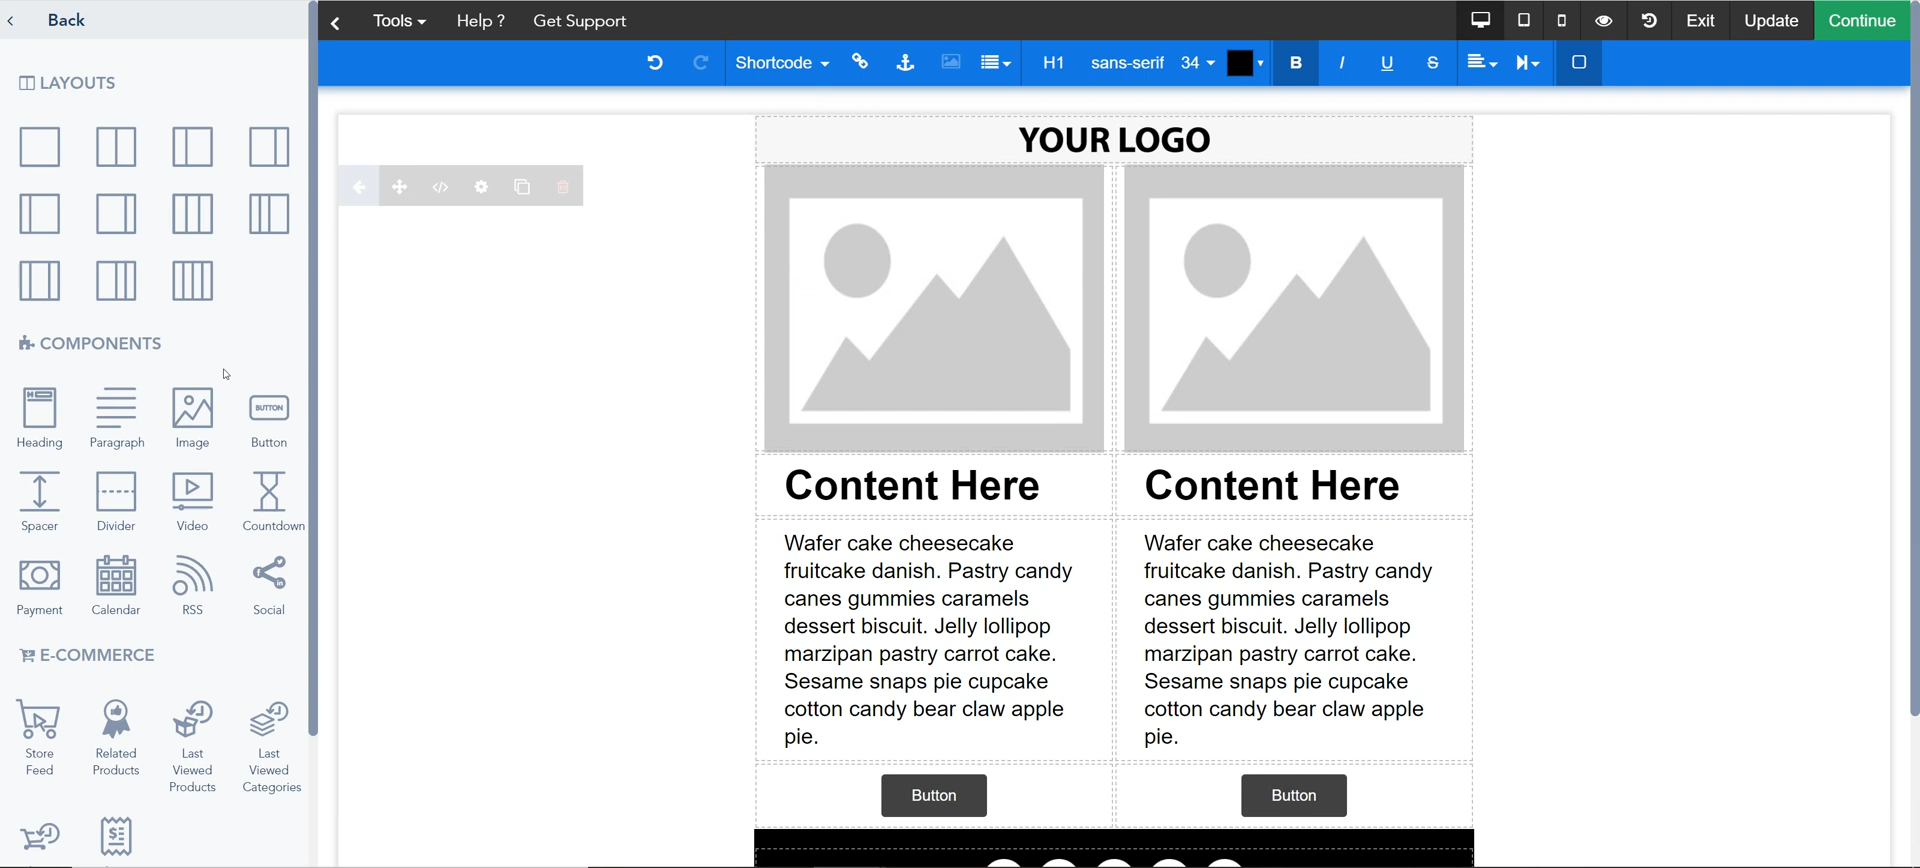 Back
Tools Help ? Get Support Exit Update Continue
Shortcode H1 sans-serif 34 B I U S
LAYOUTS
COMPONENTS
Heading Paragraph Image BUTTON Button
Spacer Divider Video Countdown
Payment Calendar RSS Social
E-COMMERCE
Store Feed
Related Products
Last Viewed Products
Last Viewed Categories
YOUR LOGO
Content Here
Wafer cake cheesecake
fruitcake danish. Pastry candy
canes gummies caramels
dessert biscuit. Jelly lollipop
marzipan pastry carrot cake.
Sesame snaps pie cupcake
cotton candy bear claw apple
pie.
Button
Content Here
Wafer cake cheesecake
fruitcake danish. Pastry candy
canes gummies caramels
dessert biscuit. Jelly lollipop
marzipan pastry carrot cake.
Sesame snaps pie cupcake
cotton candy bear claw apple
pie.
Button